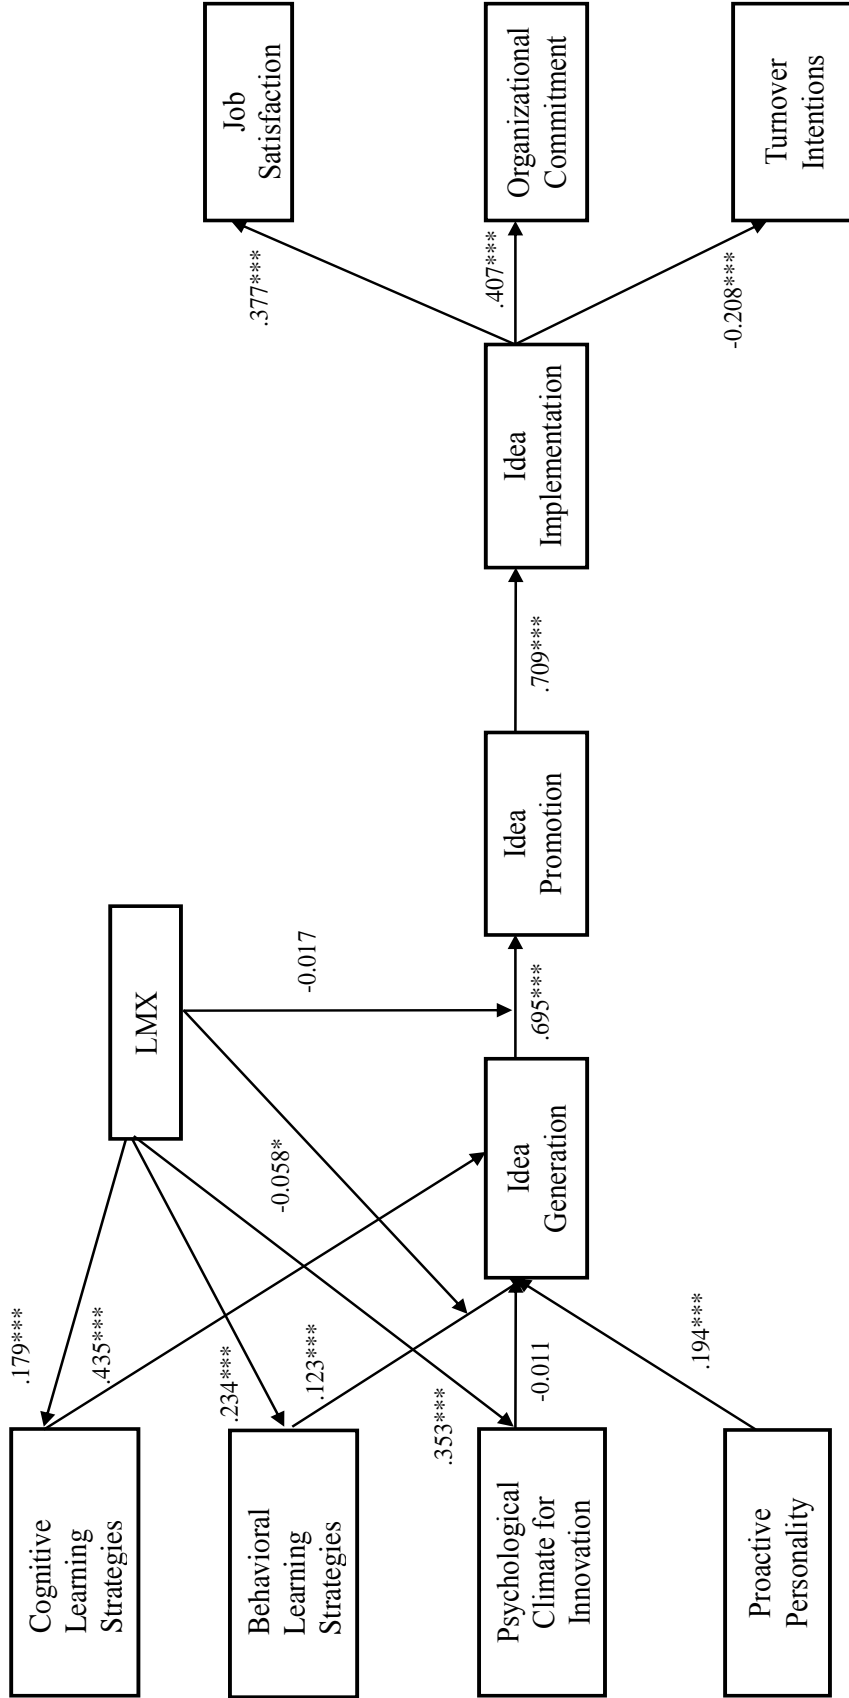 LMX
Cognitive
Learning
Strategies
.179***
.435***
Behavioral
Learning
Strategies
.234***
.123***
-0.058*
-0.017
Psychological
Climate for
Innovation
.353***
-0.011
Proactive
Personality
.194***
Idea
Generation
.695***
Idea
Promotion
.709***
Idea
Implementation
.377***
.407***
-0.208***
Job
Satisfaction
Organizational
Commitment
Turnover
Intentions